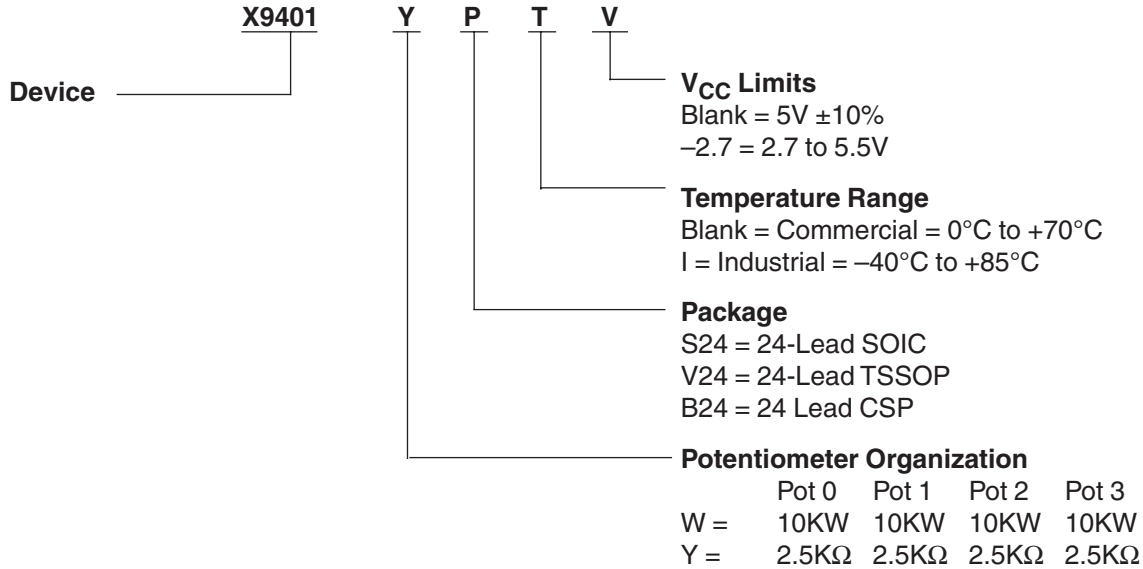 X9401 Y P T V
Device
VCC Limits
Blank = 5V ±10%
–2.7 = 2.7 to 5.5V
Temperature Range
Blank = Commercial = 0°C to +70°C
I = Industrial = –40°C to +85°C
Package
S24 = 24-Lead SOIC
V24 = 24-Lead TSSOP
B24 = 24 Lead CSP
Potentiometer Organization
Pot 0 Pot 1 Pot 2 Pot 3
W = 10KW 10KW 10KW 10KW
Y = 2.5KΩ 2.5KΩ 2.5KΩ 2.5KΩ